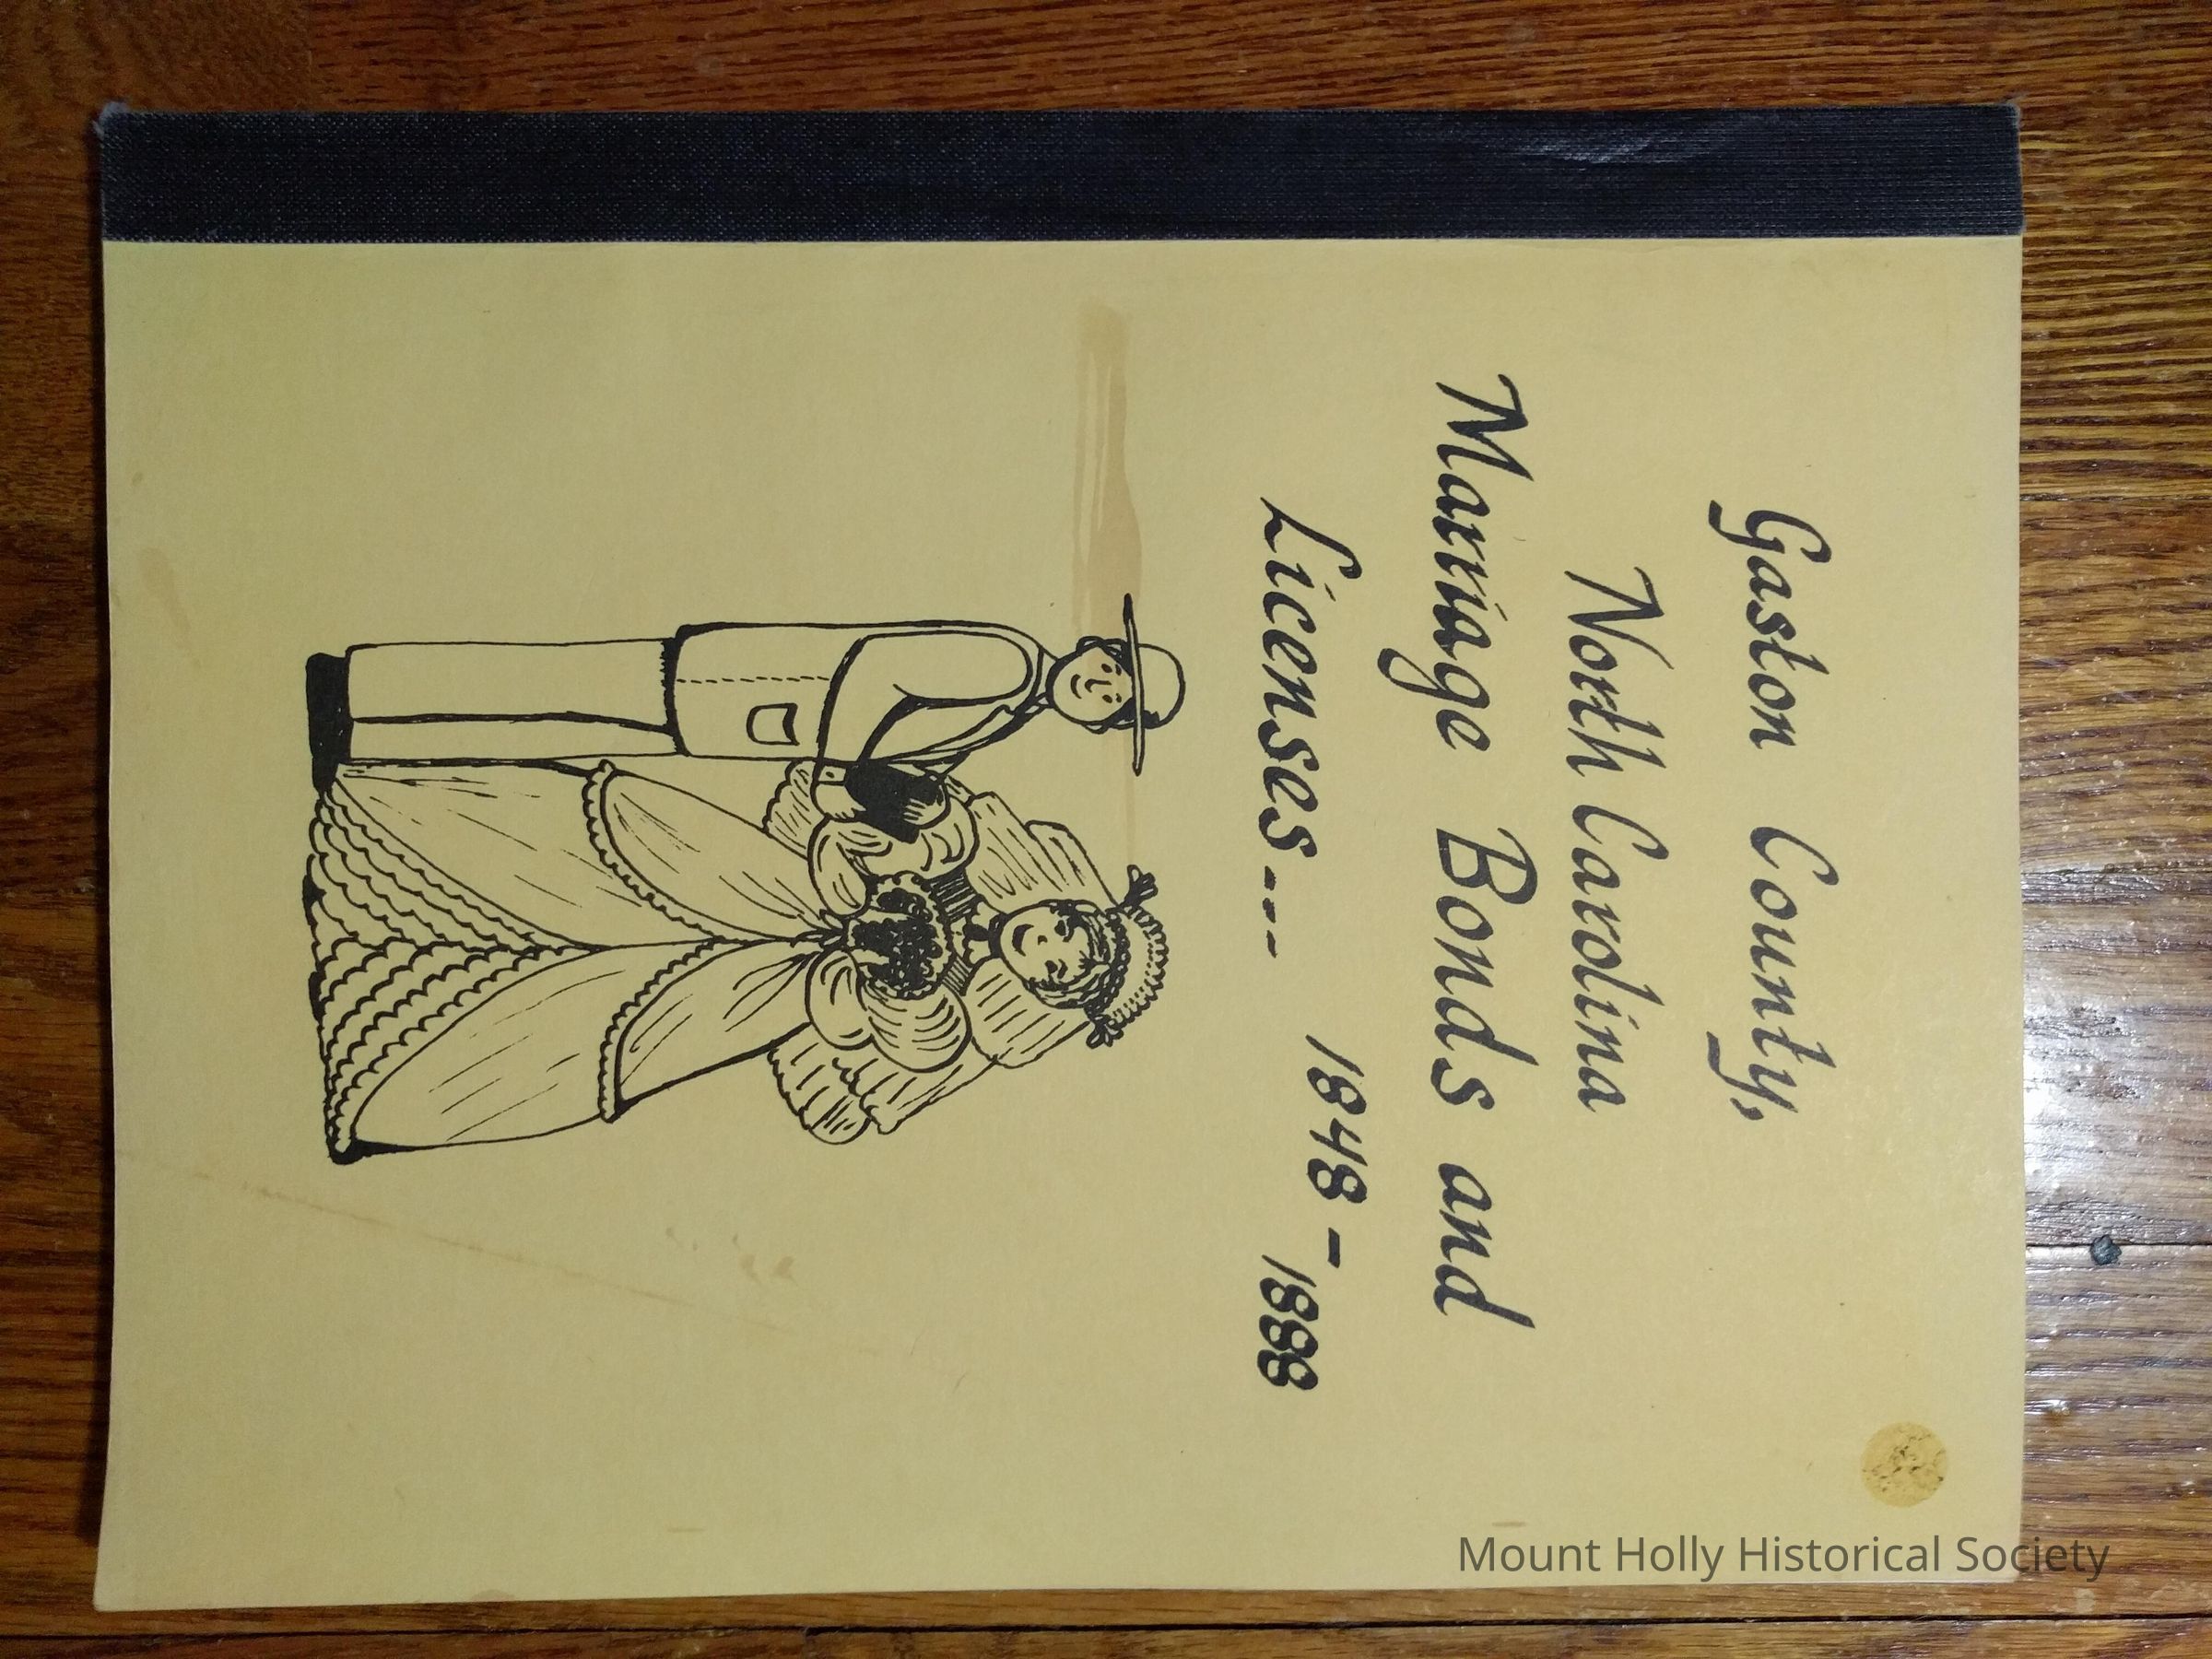 Gaston County,
North Carolina
Marriage Bonds and
Licenses--- 1848-1888
Mount Holly Historical Society